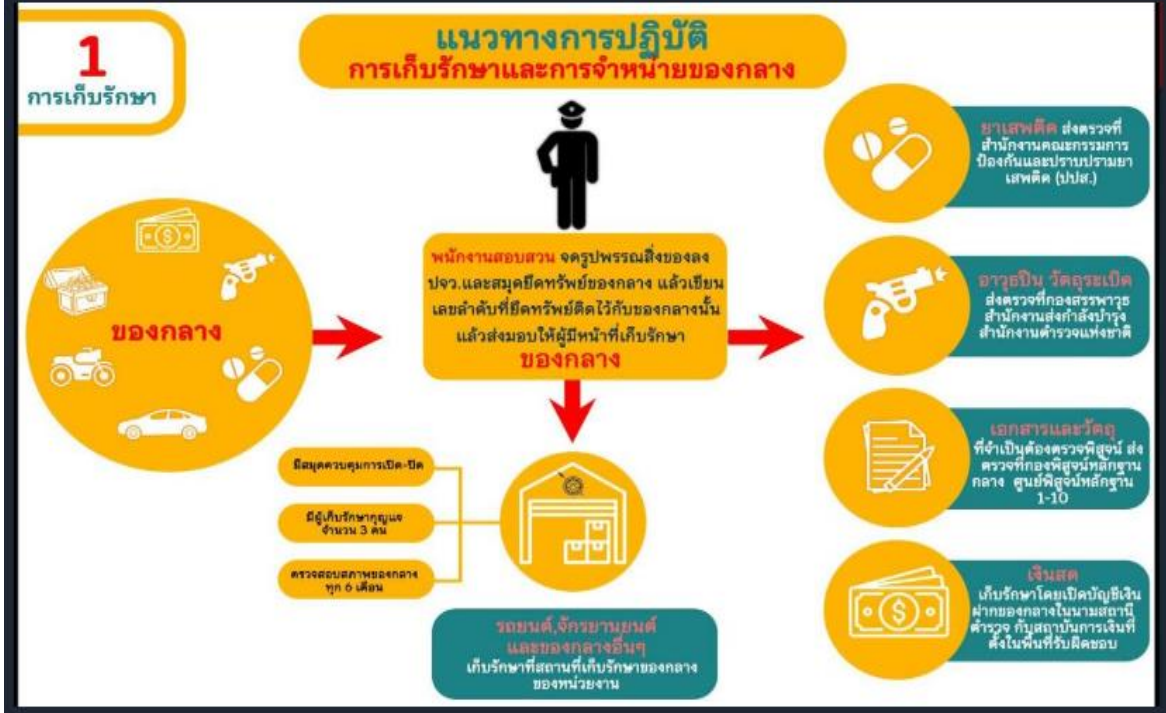 1
การเก็บรักษา
แนวทางการปฏิบัติ
การเก็บรักษาและการจำหน่ายของกลาง
ของกลาง
พนักงานสอบสวน จดรูปพรรณสิ่งของลง
ปจว.และสมุดยึดทรัพย์ของกลาง แล้วเขียน
เลขลำดับที่ยึดทรัพย์ติดไว้กับของกลางนั้น
แล้วส่งมอบให้ผู้มีหน้าที่เก็บรักษา
ของกลาง
มีสมุดควบคุมการเปิด-ปิด
มีผู้เก็บรักษากุญแจ
จำนวน 3 คน
ตรวจสอบสภาพของกลาง
ทุก 6 เดือน
รถยนต์,จักรยานยนต์
และของกลางอื่นๆ
เก็บรักษาที่สถานที่เก็บรักษาของกลาง
ของหน่วยงาน
ยาเสพติด ส่งตรวจที่
สำนักงานคณะกรรมการ
ป้องกันและปราบปรามยา
เสพติด (ปปส.)
อาวุธปืน วัตถุระเบิด
ส่งตรวจที่กองสรรพาวุธ
สำนักงานส่งกำลังบำรุง
สำนักงานตำรวจแห่งชาติ
เอกสารและวัตถุ
ที่จำเป็นต้องตรวจพิสูจน์ ส่ง
ตรวจที่กองพิสูจน์หลักฐาน
กลาง ศูนย์พิสูจน์หลักฐาน
1-10
เงินสด
เก็บรักษาโดยเปิดบัญชีเงิน
ฝากของกลางในนามสถานี
ตำรวจ กับสถาบันการเงินที่
ตั้งในพื้นที่รับผิดชอบ